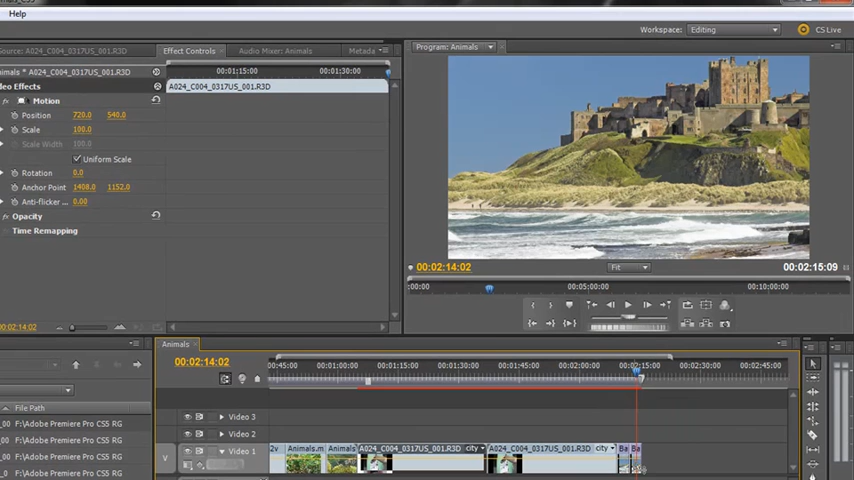 Animals_CS5
Help
Workspace: Editing CS Live
Source: A024_C004_0317US_001.R3D Effect Controls Audio Mixer: Animals Metada
Program: Animals
nimals * A024_C004_0317US_001.R3D
00:01:15:00 00:01:30:00
deo Effects
A024_C004_0317US_001.R3D
Motion
Position 720.0 540.0
Scale 100.0
Scale Width 100.0
Uniform Scale
Rotation 0.0
Anchor Point 1408.0 1152.0
Anti-flicker ... 0.00
Opacity
Time Remapping
00:02:14:02 Fit 00:02:15:09
:00:00 00:05:00:00 00:10:00:00
00:02:14:02
Animals
00:02:14:02
00:45:00 00:01:00:00 00:01:15:00 00:01:30:00 00:01:45:00 00:02:00:00 00:02:15:00 00:02:30:00 00:02:45:00
File Path
F:\Adobe Premiere Pro CS5 RG
F:\Adobe Premiere Pro CS5 RG
F:\Adobe Premiere Pro CS5 RG
Video 3
Video 2
V Video 1
2v Animals.m Animals A024_C004_0317US_001.R3D city A024_C004_0317US_001.R3D city Ba Ba